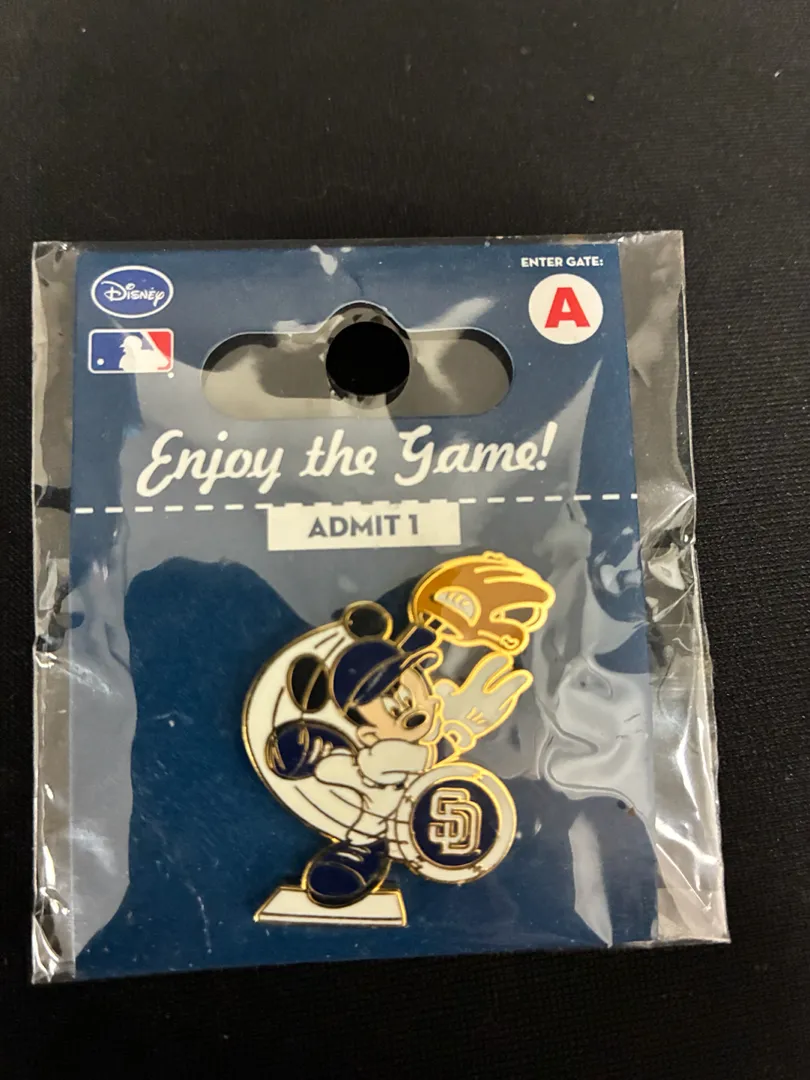 Disney
ENTER GATE:
A
Enjoy the Game!
ADMIT 1
SD